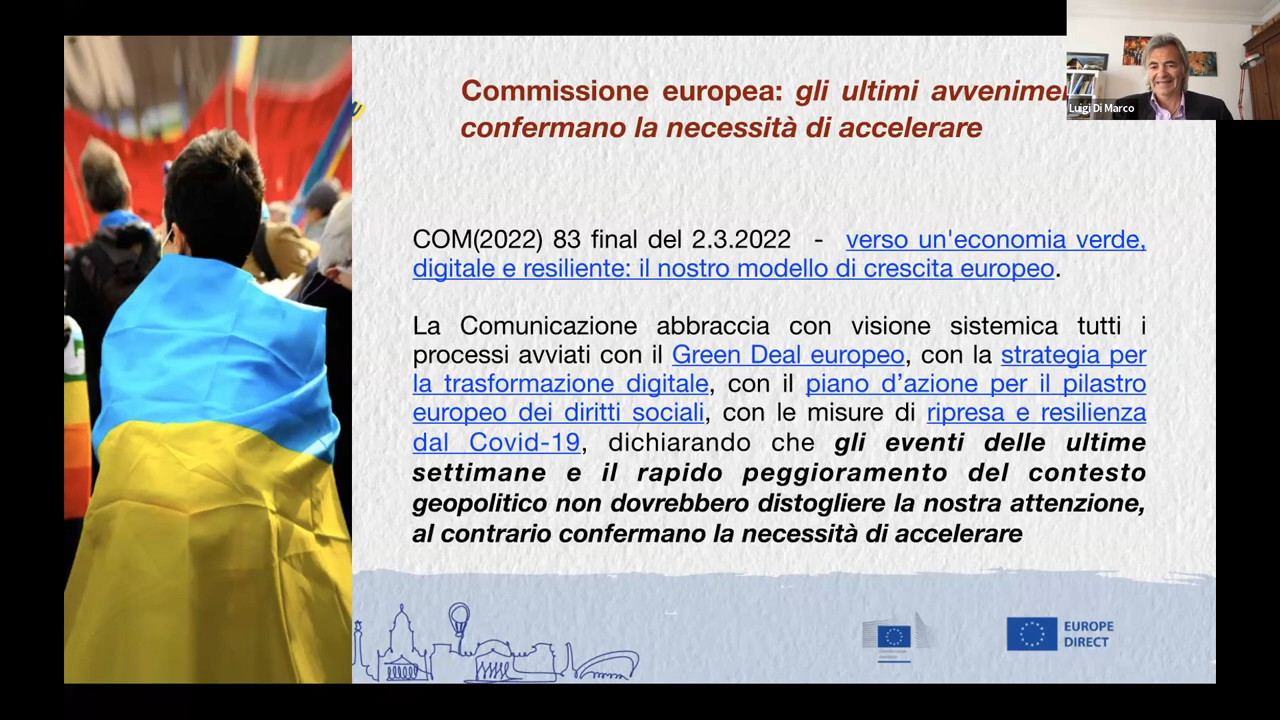 Commissione europea: gli ultimi avvenime
confermano la necessità di accelerare
Luigi Di Marco
COM(2022) 83 final del 2.3.2022 - verso un'economia verde,
digitale e resiliente: il nostro modello di crescita europeo.
La Comunicazione abbraccia con visione sistemica tutti i
processi avviati con il Green Deal europeo, con la strategia per
la trasformazione digitale, con il piano d’azione per il pilastro
europeo dei diritti sociali, con le misure di ripresa e resilienza
dal Covid-19, dichiarando che gli eventi delle ultime
settimane e il rapido peggioramento del contesto
geopolitico non dovrebbero distogliere la nostra attenzione,
al contrario confermano la necessità di accelerare
EUROPE
DIRECT